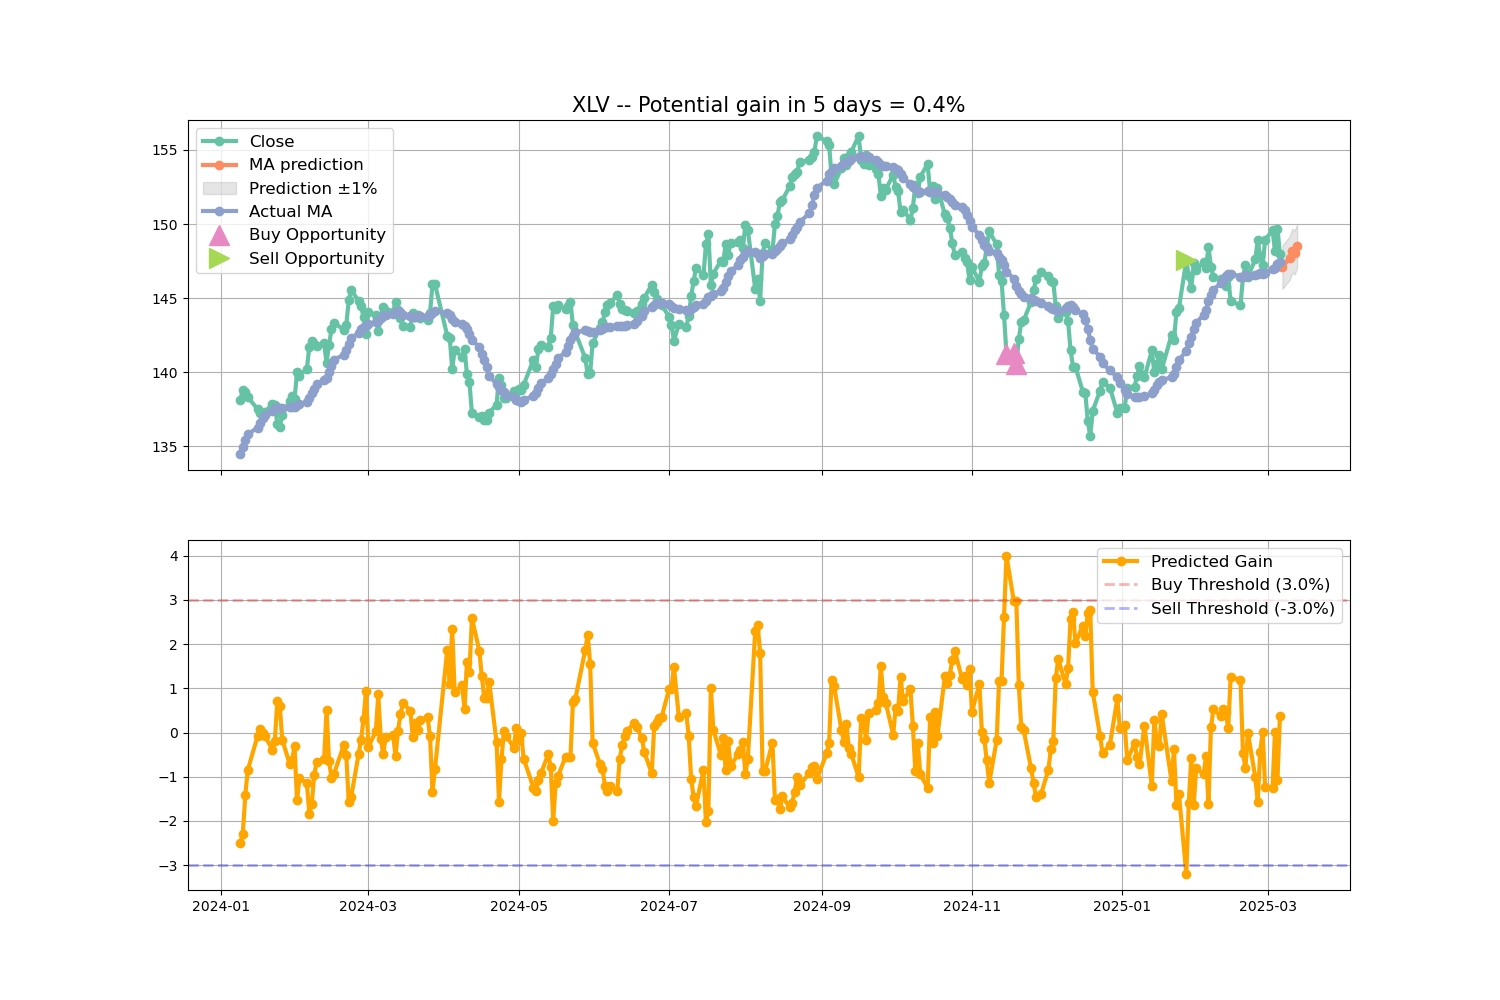 XLV -- Potential gain in 5 days = 0.4%
Close
MA prediction
Prediction ±1%
Actual MA
Buy Opportunity
Sell Opportunity
155
150
145
140
135
Predicted Gain
Buy Threshold (3.0%)
Sell Threshold (-3.0%)
4
3
2
1
0
−1
−2
−3
2024-01
2024-03
2024-05
2024-07
2024-09
2024-11
2025-01
2025-03